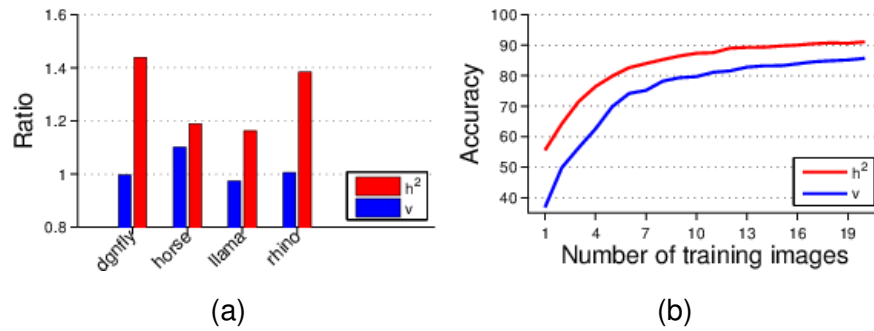 1.6
1.4
1.2
1
0.8
Ratio
dgnfly
horse
llama
rhino
h²
v
(a)
100
90
80
70
60
50
40
Accuracy
1 4 7 10 13 16 19
Number of training images
h²
v
(b)